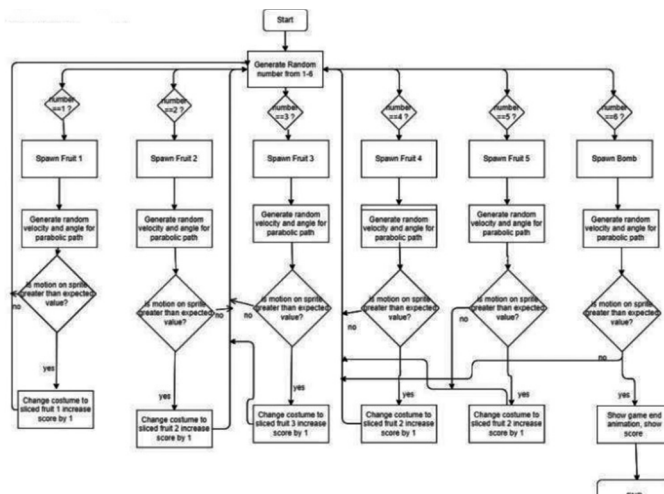 Start
Generate Random
number from 1-6
number
==1 ?
number
==2 ?
number
==3 ?
number
==4 ?
number
==5 ?
number
==6 ?
Spawn Fruit 1
Spawn Fruit 2
Spawn Fruit 3
Spawn Fruit 4
Spawn Fruit 5
Spawn Bomb
Generate random
velocity and angle for
parabolic path
Generate random
velocity and angle for
parabolic path
Generate random
velocity and angle for
parabolic path
Generate random
velocity and angle for
parabolic path
Generate random
velocity and angle for
parabolic path
Generate random
velocity and angle for
parabolic path
Is motion on sprite
greater than expected
value?
Is motion on sprite
greater than expected
value?
Is motion on sprite
greater than expected
value?
Is motion on sprite
greater than expected
value?
Is motion on sprite
greater than expected
value?
Is motion on sprite
greater than expected
value?
no
no
no
no
no
no
yes
yes
yes
yes
yes
yes
Change costume to
sliced fruit 1 increase
score by 1
Change costume to
sliced fruit 2 increase
score by 1
Change costume to
sliced fruit 3 increase
score by 1
Change costume to
sliced fruit 2 increase
score by 1
Change costume to
sliced fruit 2 increase
score by 1
Show game end
animation, show
score